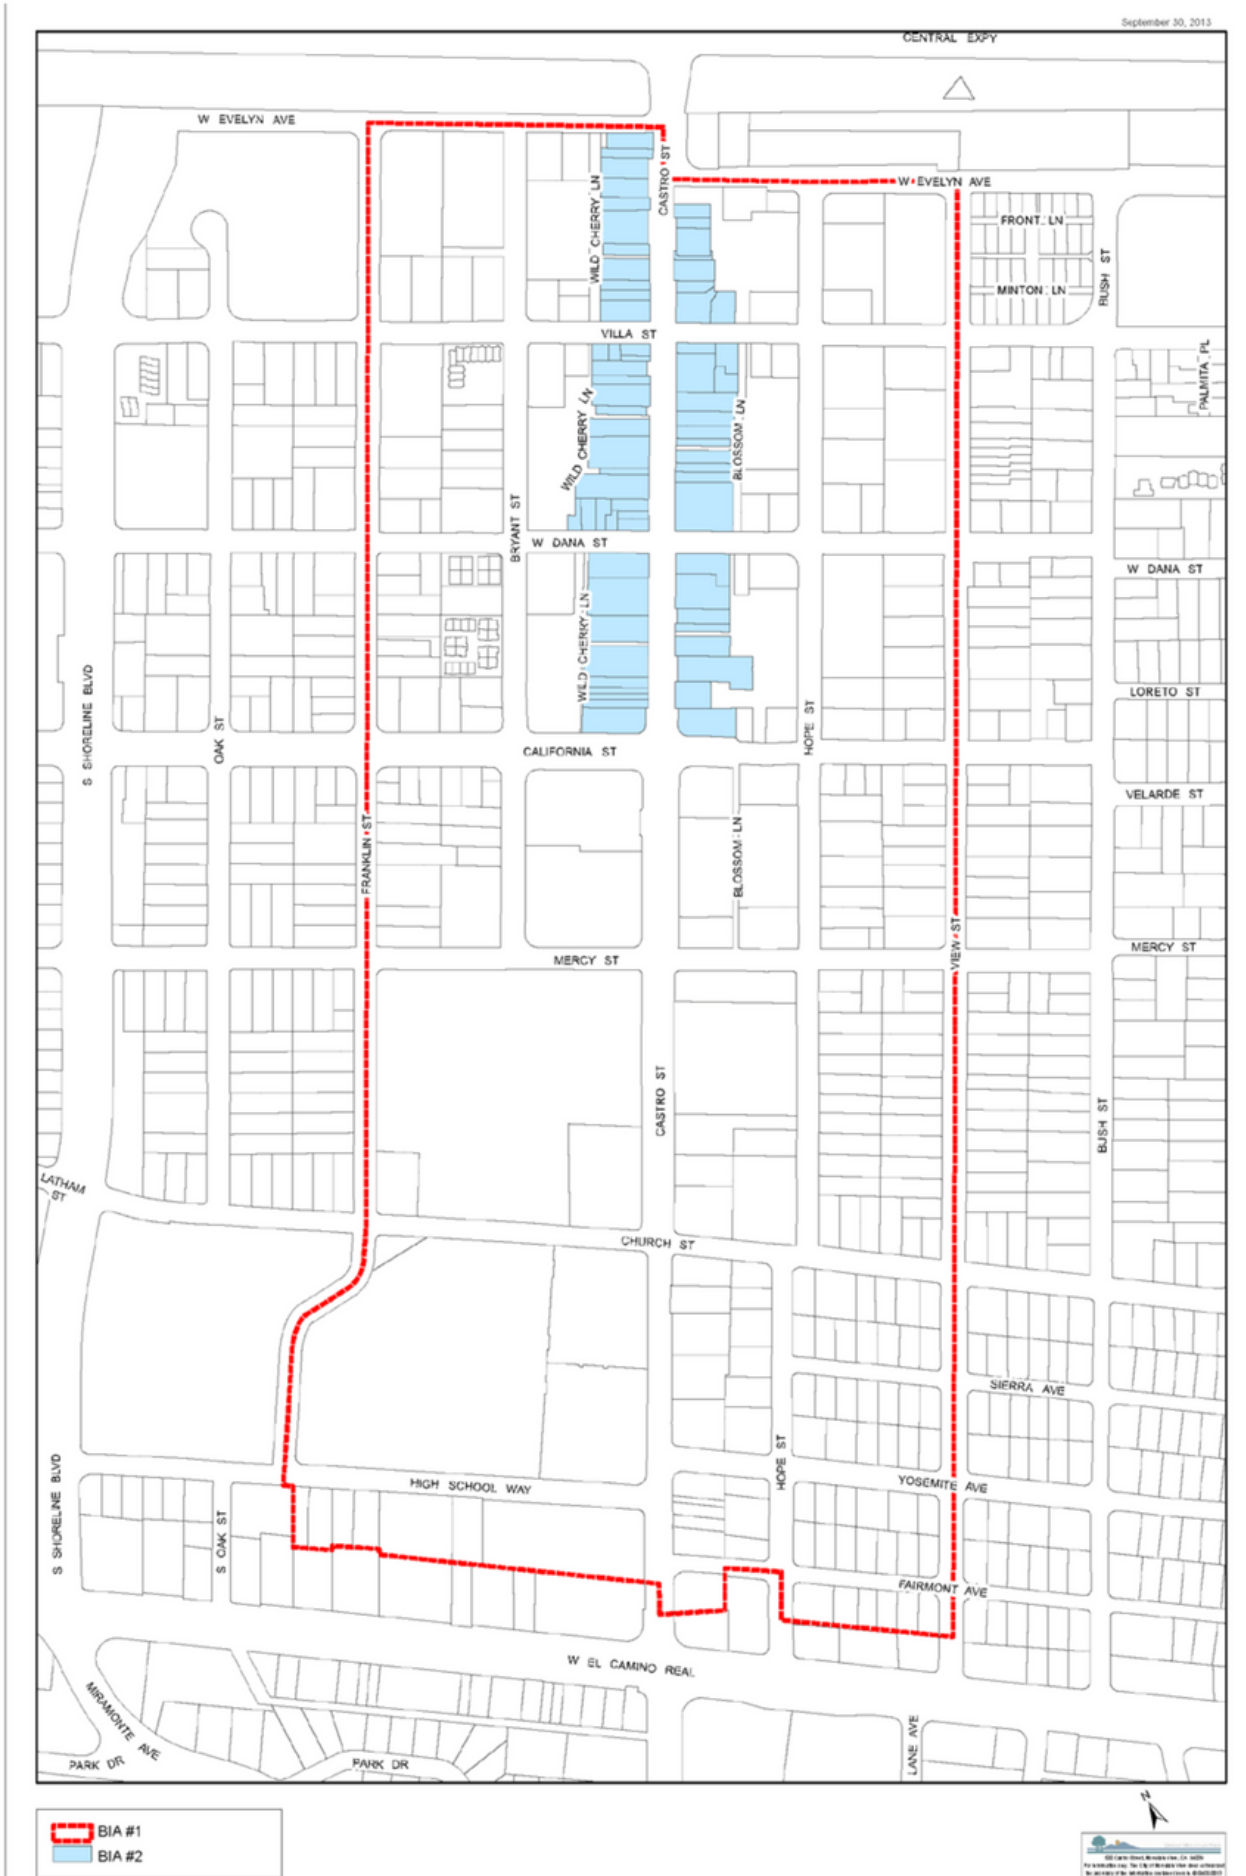 September 30, 2013
CENTRAL EXPY
W EVELYN AVE
CASTRO ST
W EVELYN AVE
WILD CHERRY LN
FRONT LN
RUSH ST
MINTON LN
VILLA ST
PALMITA PL
WILD CHERRY LN
BLOSSOM LN
BRYANT ST
W DANA ST
W DANA ST
WILD CHERRY LN
S SHORELINE BLVD
LORETO ST
OAK ST
HOPE ST
CALIFORNIA ST
VELARDE ST
FRANKLIN ST
BLOSSOM LN
VIEW ST
MERCY ST
MERCY ST
CASTRO ST
BUSH ST
LATHAM
ST
CHURCH ST
SIERRA AVE
HOPE ST
S SHORELINE BLVD
HIGH SCHOOL WAY
YOSEMITE AVE
S OAK ST
FAIRMONT AVE
W EL CAMINO REAL
MIRAMONTE AVE
LANE AVE
PARK DR
PARK DR
N
BIA #1
BIA #2